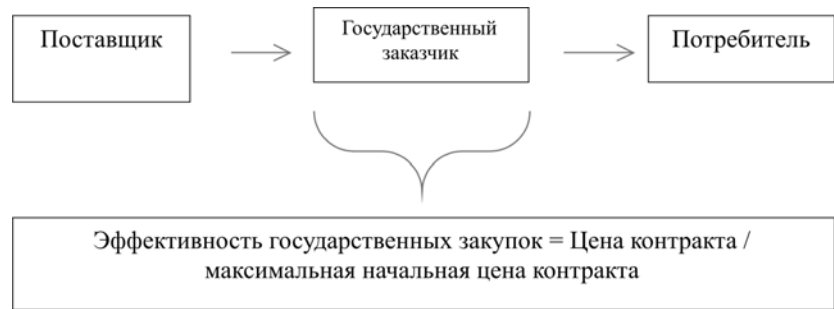 Поставщик
Государственный
заказчик
Потребитель
Эффективность государственных закупок = Цена контракта /
максимальная начальная цена контракта